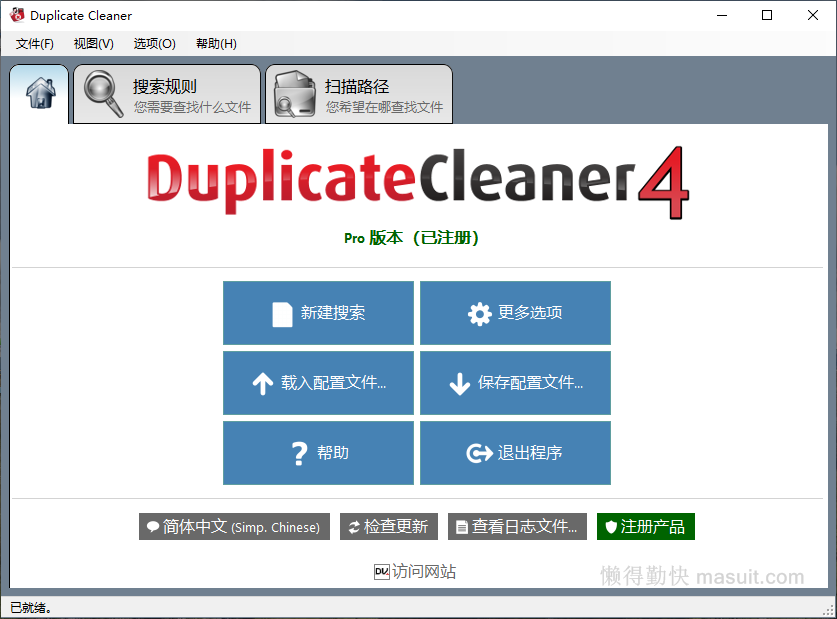 Duplicate Cleaner
文件(F) 视图(V) 选项(O) 帮助(H)
搜索规则
您需要查找什么文件
扫描路径
您希望在哪查找文件
DuplicateCleaner4
Pro 版本（已注册）
新建搜索
更多选项
载入配置文件...
保存配置文件...
帮助
退出程序
简体中文 (Simp. Chinese)
检查更新
查看日志文件...
注册产品
DV 访问网站
懒得勤快 masuit.com
已就绪。